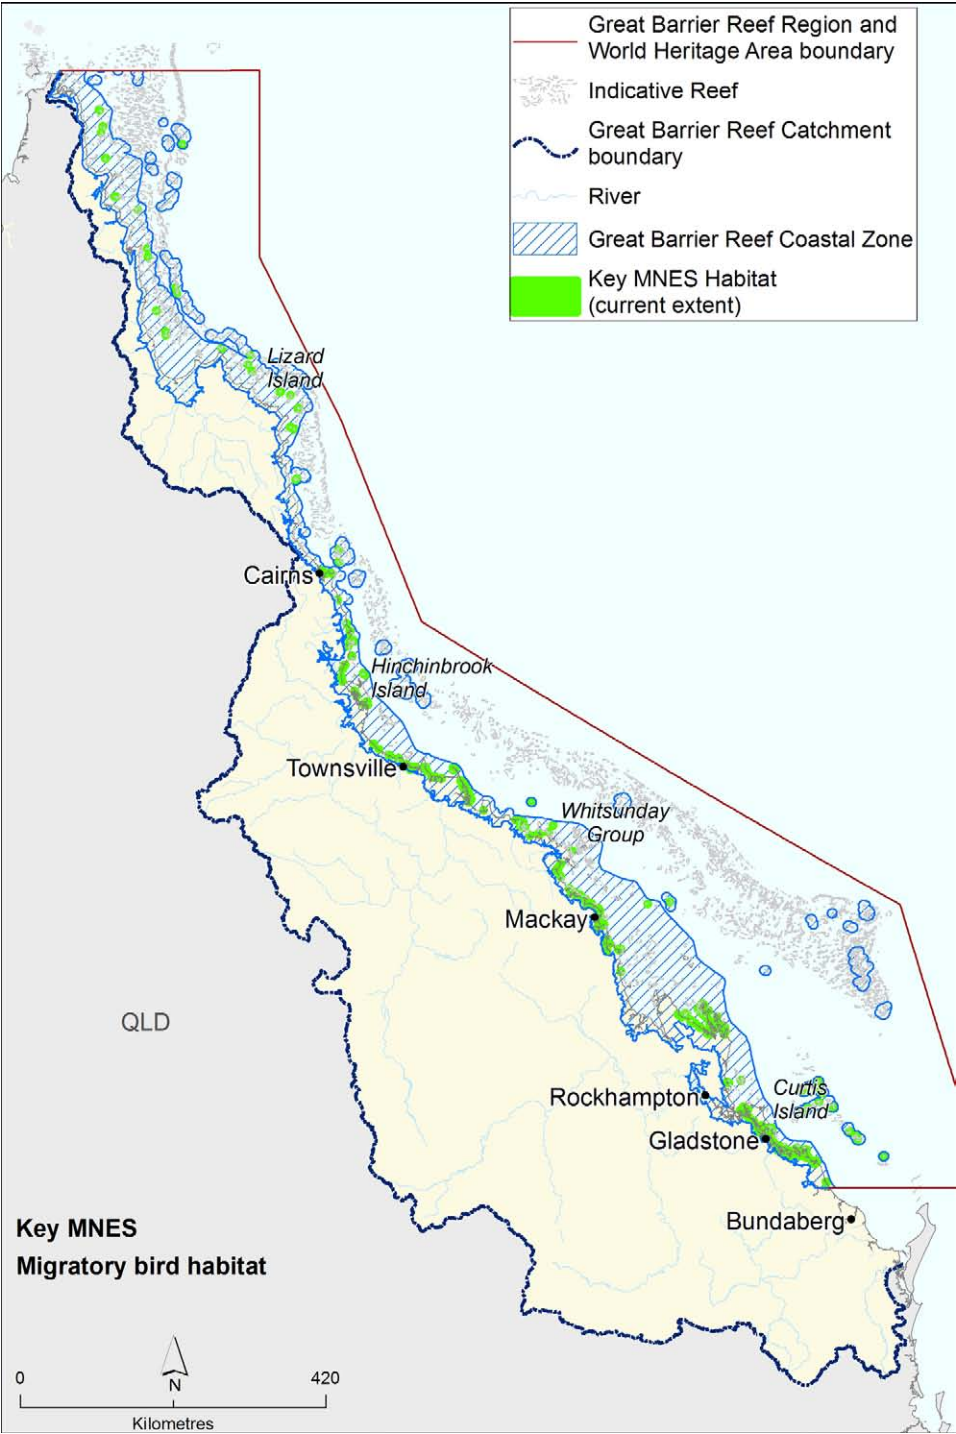 Great Barrier Reef Region and
World Heritage Area boundary
Indicative Reef
Great Barrier Reef Catchment
boundary
River
Great Barrier Reef Coastal Zone
Key MNES Habitat
(current extent)
Lizard
Island
Cairns
Hinchinbrook
Island
Townsville
Whitsunday
Group
Mackay
QLD
Rockhampton
Curtis
Island
Gladstone
Bundaberg
Key MNES
Migratory bird habitat
0
420
N
Kilometres